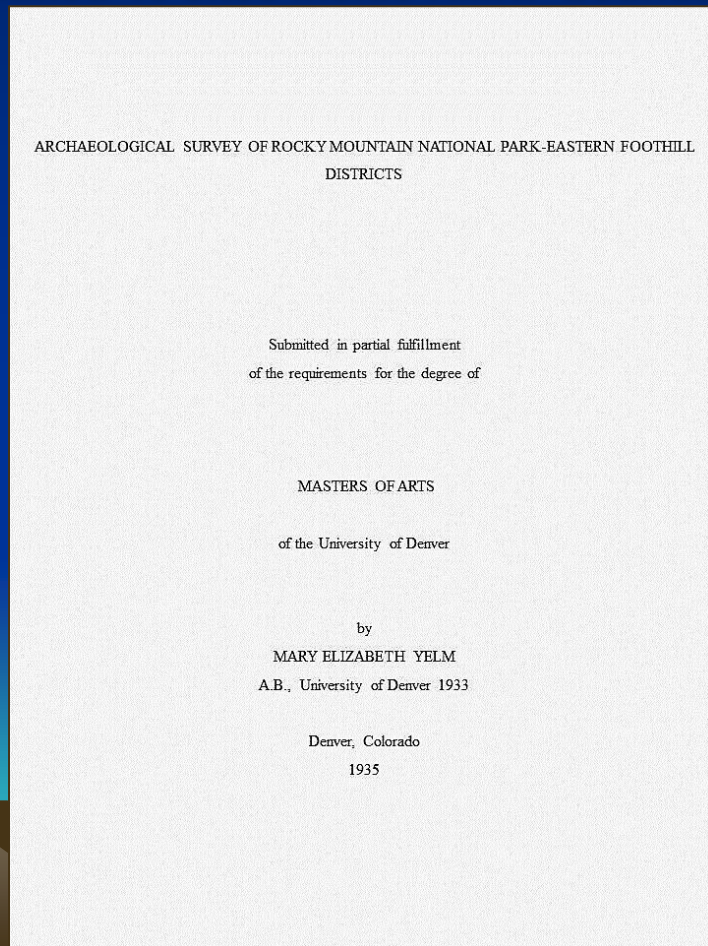 ARCHAEOLOGICAL SURVEY OF ROCKY MOUNTAIN NATIONAL PARK-EASTERN FOOTHILL
DISTRICTS
Submitted in partial fulfillment
of the requirements for the degree of
MASTERS OF ARTS
of the University of Denver
by
MARY ELIZABETH YELM
A.B., University of Denver 1933
Denver, Colorado
1935